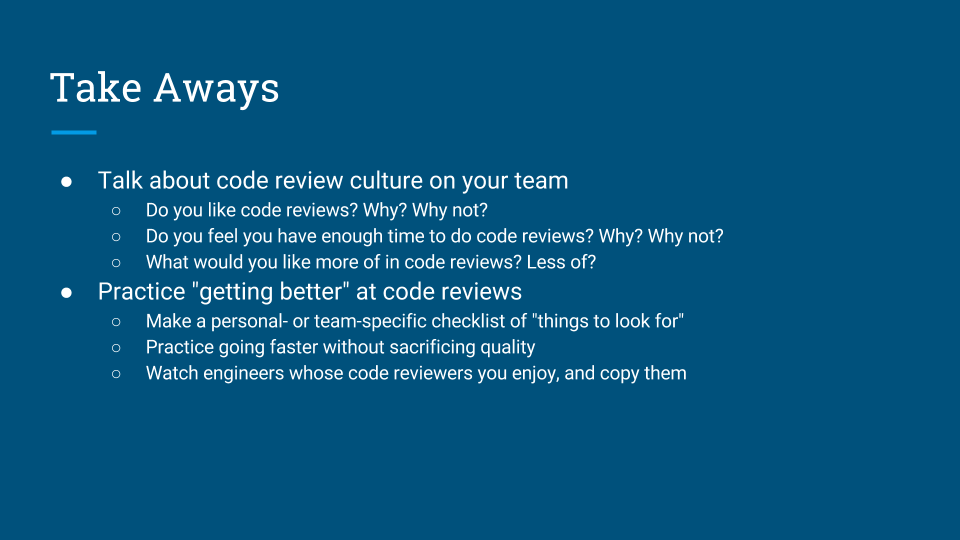 Take Aways
● Talk about code review culture on your team
○ Do you like code reviews? Why? Why not?
○ Do you feel you have enough time to do code reviews? Why? Why not?
○ What would you like more of in code reviews? Less of?
● Practice "getting better" at code reviews
○ Make a personal- or team-specific checklist of "things to look for"
○ Practice going faster without sacrificing quality
○ Watch engineers whose code reviewers you enjoy, and copy them